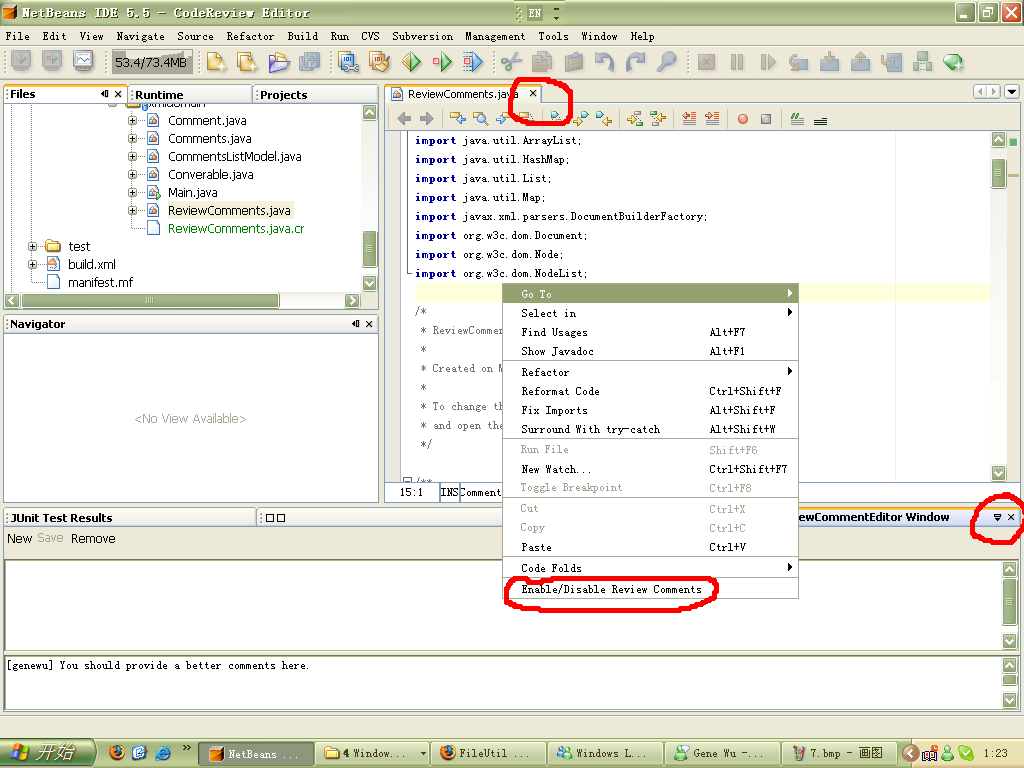 NetBeans IDE 5.5 - CodeReview Editor
EN
File Edit View Navigate Source Refactor Build Run CVS Subversion Management Tools Window Help
53.4/73.4MB
Files Runtime Projects
Comment.java
Comments.java
CommentsListModel.java
Converable.java
Main.java
ReviewComments.java
ReviewComments.java.cr
test
build.xml
manifest.mf
Navigator
<No View Available>
ReviewComments.java
import java.util.ArrayList;
import java.util.HashMap;
import java.util.List;
import java.util.Map;
import javax.xml.parsers.DocumentBuilderFactory;
import org.w3c.dom.Document;
import org.w3c.dom.Node;
import org.w3c.dom.NodeList;
/*
* ReviewCommen
*
* Created on M
*
* To change th
* and open the
*/
/**
15:1 INS Comment
Go To
Select in
Find Usages Alt+F7
Show Javadoc Alt+F1
Refactor
Reformat Code Ctrl+Shift+F
Fix Imports Alt+Shift+F
Surround With try-catch Alt+Shift+W
Run File Shift+F6
New Watch... Ctrl+Shift+F7
Toggle Breakpoint Ctrl+F8
Cut Ctrl+X
Copy Ctrl+C
Paste Ctrl+V
Code Folds
Enable/Disable Review Comments
JUnit Test Results
ewCommentEditor Window
New Save Remove
[genewu] You should provide a better comments here.
开始
NetBeans ...
4 Window...
FileUtil ...
Windows L...
Gene Wu -...
7.bmp - 画图
1:23